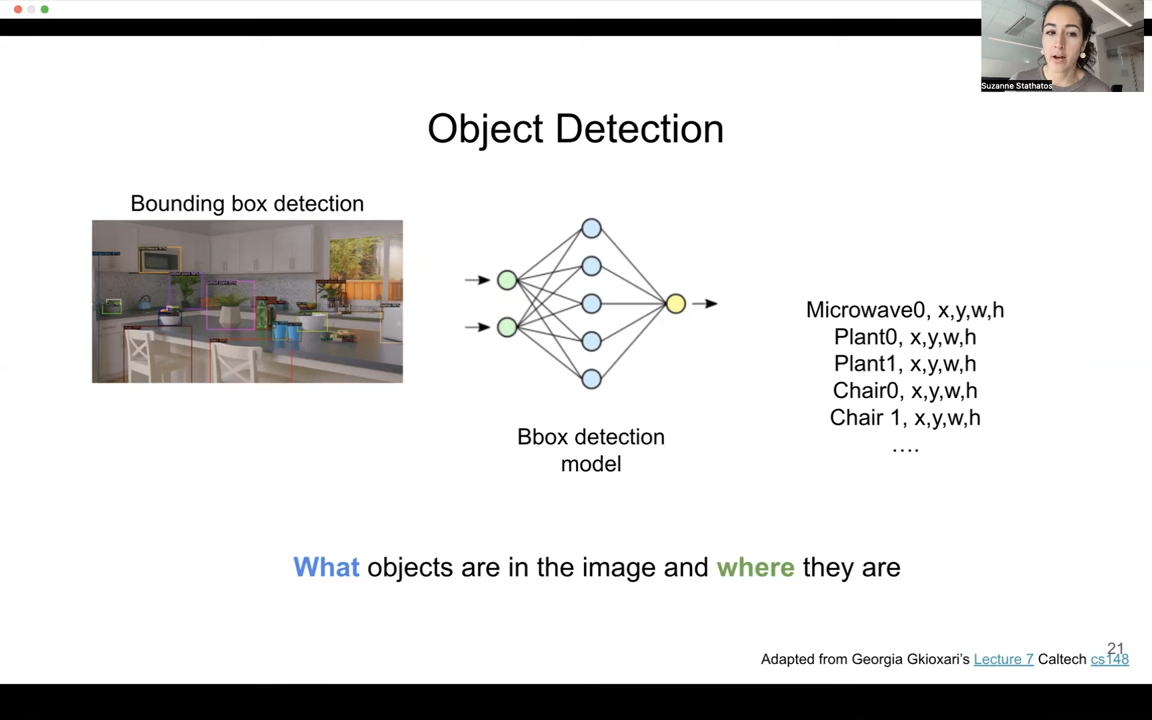 Suzanne Stathatos
Object Detection
Bounding box detection
Microwave0, x,y,w,h
Plant0, x,y,w,h
Plant1, x,y,w,h
Chair0, x,y,w,h
Chair 1, x,y,w,h
....
Bbox detection
model
What objects are in the image and where they are
21
Adapted from Georgia Gkioxari's Lecture 7 Caltech cs148